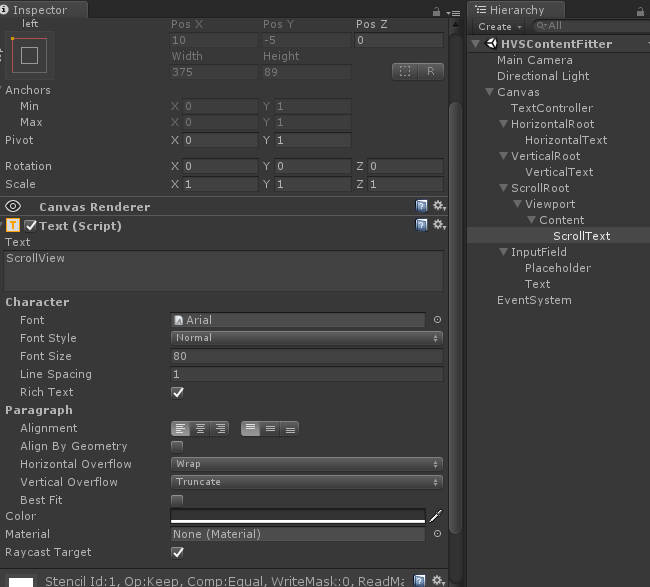 Inspector
left
Pos X Pos Y Pos Z
10 -5 0
Width Height
375 89
R
Anchors
Min X 0 Y 1
Max X 0 Y 1
Pivot X 0 Y 1
Rotation X 0 Y 0 Z 0
Scale X 1 Y 1 Z 1
Canvas Renderer
Text (Script)
Text
ScrollView
Character
Font Arial
Font Style Normal
Font Size 80
Line Spacing 1
Rich Text
Paragraph
Alignment
Align By Geometry
Horizontal Overflow Wrap
Vertical Overflow Truncate
Best Fit
Color
Material None (Material)
Raycast Target
Stencil Id:1, Op:Keep, Comp:Equal, WriteMask:0, ReadMa
Hierarchy
Create All
HVSContentFitter
Main Camera
Directional Light
Canvas
TextController
HorizontalRoot
HorizontalText
VerticalRoot
VerticalText
ScrollRoot
Viewport
Content
ScrollText
InputField
Placeholder
Text
EventSystem